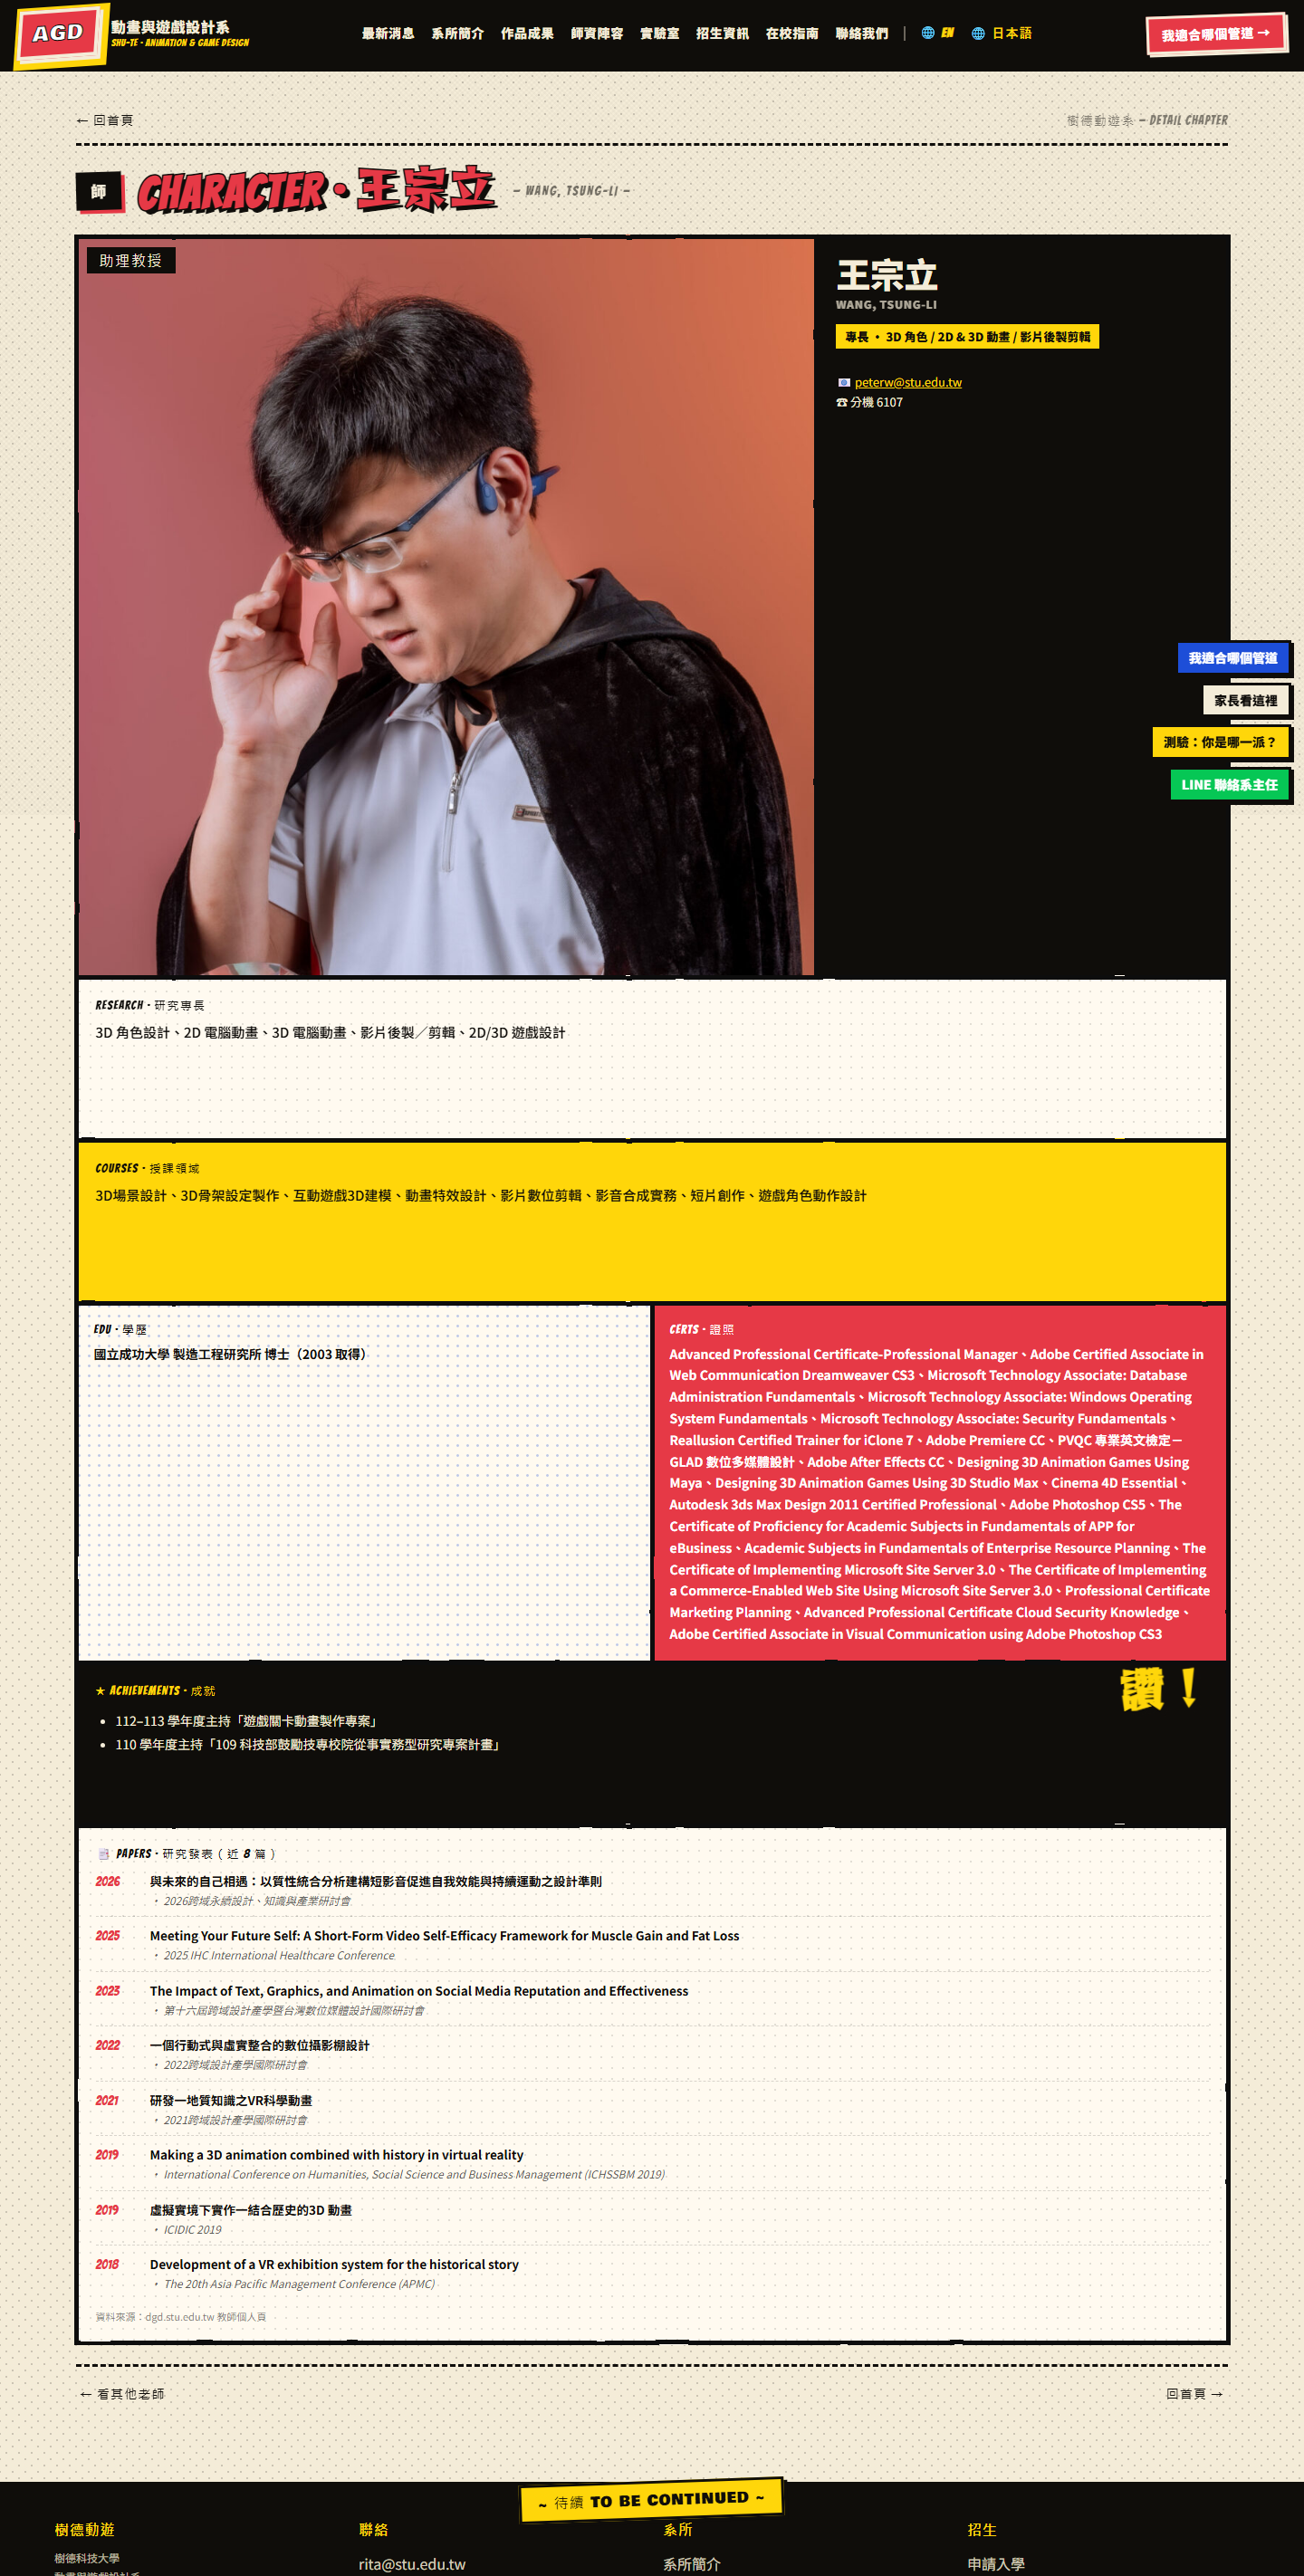 AGD
動畫與遊戲設計系
SHU-TE · ANIMATION & GAME DESIGN
最新消息 系所簡介 作品成果 師資陣容 實驗室 招生資訊 在校指南 聯絡我們 | EN 日本語
我適合哪個管道 →
← 回首頁
樹德動遊系 — DETAIL CHAPTER
師
CHARACTER · 王宗立
— WANG, TSUNG-LI —
助理教授
王宗立
WANG, TSUNG-LI
專長 · 3D 角色 / 2D & 3D 動畫 / 影片後製剪輯
peterw@stu.edu.tw
☎ 分機 6107
我適合哪個管道
家長看這裡
測驗：你是哪一派？
LINE 聯絡系主任
RESEARCH · 研究專長
3D 角色設計、2D 電腦動畫、3D 電腦動畫、影片後製／剪輯、2D/3D 遊戲設計
COURSES · 授課領域
3D場景設計、3D骨架設定製作、互動遊戲3D建模、動畫特效設計、影片數位剪輯、影音合成實務、短片創作、遊戲角色動作設計
EDU · 學歷
國立成功大學 製造工程研究所 博士（2003 取得）
CERTS · 證照
Advanced Professional Certificate-Professional Manager、Adobe Certified Associate in
Web Communication Dreamweaver CS3、Microsoft Technology Associate: Database
Administration Fundamentals、Microsoft Technology Associate: Windows Operating
System Fundamentals、Microsoft Technology Associate: Security Fundamentals、
Reallusion Certified Trainer for iClone 7、Adobe Premiere CC、PVQC 專業英文檢定－
GLAD 數位多媒體設計、Adobe After Effects CC、Designing 3D Animation Games Using
Maya、Designing 3D Animation Games Using 3D Studio Max、Cinema 4D Essential、
Autodesk 3ds Max Design 2011 Certified Professional、Adobe Photoshop CS5、The
Certificate of Proficiency for Academic Subjects in Fundamentals of APP for
eBusiness、Academic Subjects in Fundamentals of Enterprise Resource Planning、The
Certificate of Implementing Microsoft Site Server 3.0、The Certificate of Implementing
a Commerce-Enabled Web Site Using Microsoft Site Server 3.0、Professional Certificate
Marketing Planning、Advanced Professional Certificate Cloud Security Knowledge、
Adobe Certified Associate in Visual Communication using Adobe Photoshop CS3
★ ACHIEVEMENTS · 成就
讚！
• 112–113 學年度主持「遊戲關卡動畫製作專案」
• 110 學年度主持「109 科技部鼓勵技專校院從事實務型研究專案計畫」
PAPERS · 研究發表（近 8 篇）
2026 與未來的自己相遇：以質性統合分析建構短影音促進自我效能與持續運動之設計準則
· 2026跨域永續設計、知識與產業研討會
2025 Meeting Your Future Self: A Short-Form Video Self-Efficacy Framework for Muscle Gain and Fat Loss
· 2025 IHC International Healthcare Conference
2023 The Impact of Text, Graphics, and Animation on Social Media Reputation and Effectiveness
· 第十六屆跨域設計產學暨台灣數位媒體設計國際研討會
2022 一個行動式與虛實整合的數位攝影棚設計
· 2022跨域設計產學國際研討會
2021 研發一地質知識之VR科學動畫
· 2021跨域設計產學國際研討會
2019 Making a 3D animation combined with history in virtual reality
· International Conference on Humanities, Social Science and Business Management (ICHSSBM 2019)
2019 虛擬實境下實作一結合歷史的3D 動畫
· ICIDIC 2019
2018 Development of a VR exhibition system for the historical story
· The 20th Asia Pacific Management Conference (APMC)
資料來源：dgd.stu.edu.tw 教師個人頁
← 看其他老師
回首頁 →
~ 待續 TO BE CONTINUED ~
樹德動遊
聯絡
系所
招生
樹德科技大學
rita@stu.edu.tw
系所簡介
申請入學